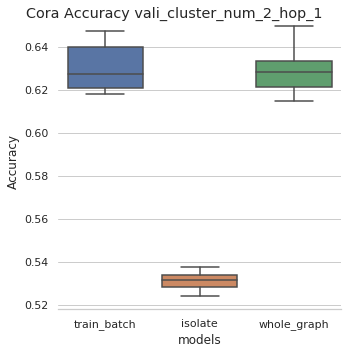 Cora Accuracy vali_cluster_num_2_hop_1
0.64
0.62
0.60
0.58
0.56
0.54
0.52
Accuracy
train_batch
isolate
whole_graph
models